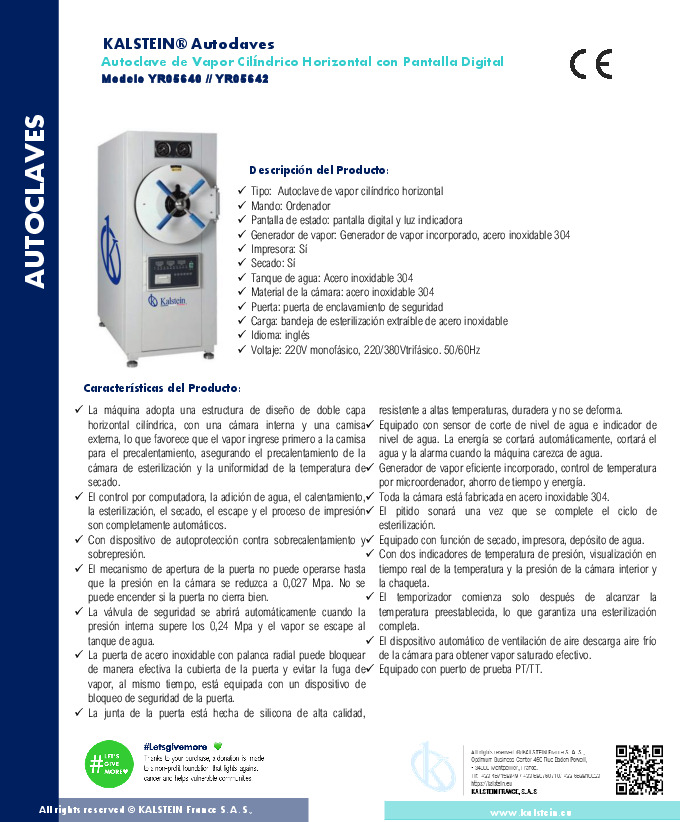 KALSTEIN® Autoclaves
Autoclave de Vapor Cilíndrico Horizontal con Pantalla Digital
Modelo YR05640 // YR05642
CE
AUTOCLAVES
Kalstein
Descripción del Producto:
✓ Tipo: Autoclave de vapor cilíndrico horizontal
✓ Mando: Ordenador
✓ Pantalla de estado: pantalla digital y luz indicadora
✓ Generador de vapor: Generador de vapor incorporado, acero inoxidable 304
✓ Impresora: Sí
✓ Secado: Sí
✓ Tanque de agua: Acero inoxidable 304
✓ Material de la cámara: acero inoxidable 304
✓ Puerta: puerta de enclavamiento de seguridad
✓ Carga: bandeja de esterilización extraíble de acero inoxidable
✓ Idioma: inglés
✓ Voltaje: 220V monofásico, 220/380Vtrifásico. 50/60Hz
Características del Producto:
✓ La máquina adopta una estructura de diseño de doble capa
horizontal cilíndrica, con una cámara interna y una camisa
externa, lo que favorece que el vapor ingrese primero a la camisa
para el precalentamiento, asegurando el precalentamiento de la
cámara de esterilización y la uniformidad de la temperatura de
secado.
✓ El control por computadora, la adición de agua, el calentamiento,
la esterilización, el secado, el escape y el proceso de impresión
son completamente automáticos.
✓ Con dispositivo de autoprotección contra sobrecalentamiento y
sobrepresión.
✓ El mecanismo de apertura de la puerta no puede operarse hasta
que la presión en la cámara se reduzca a 0,027 Mpa. No se
puede encender si la puerta no cierra bien.
✓ La válvula de seguridad se abrirá automáticamente cuando la
presión interna supere los 0,24 Mpa y el vapor se escape al
tanque de agua.
✓ La puerta de acero inoxidable con palanca radial puede bloquear
de manera efectiva la cubierta de la puerta y evitar la fuga de
vapor, al mismo tiempo, está equipada con un dispositivo de
bloqueo de seguridad de la puerta.
✓ La junta de la puerta está hecha de silicona de alta calidad,
resistente a altas temperaturas, duradera y no se deforma.
✓ Equipado con sensor de corte de nivel de agua e indicador de
nivel de agua. La energía se cortará automáticamente, cortará el
agua y la alarma cuando la máquina carezca de agua.
✓ Generador de vapor eficiente incorporado, control de temperatura
por microordenador, ahorro de tiempo y energía.
✓ Toda la cámara está fabricada en acero inoxidable 304.
✓ El pitido sonará una vez que se complete el ciclo de
esterilización.
✓ Equipado con función de secado, impresora, depósito de agua.
✓ Con dos indicadores de temperatura de presión, visualización en
tiempo real de la temperatura y la presión de la cámara interior y
la chaqueta.
✓ El temporizador comienza solo después de alcanzar la
temperatura preestablecida, lo que garantiza una esterilización
completa.
✓ El dispositivo automático de ventilación de aire descarga aire frío
de la cámara para obtener vapor saturado efectivo.
✓ Equipado con puerto de prueba PT/TT.
# LET'S
GIVE
MORE
#Letsgivemore
Thanks to your purchase, a donation is made
to a non-profit foundation that fights against
cancer and helps vulnerable communities
All rights reserved ® KALSTEIN France S. A. S.,
https://kalstein.eu
KALSTEIN FRANCE, S.A.S
All rights reserved © KALSTEIN France S.A.S.,
www.kalstein.eu